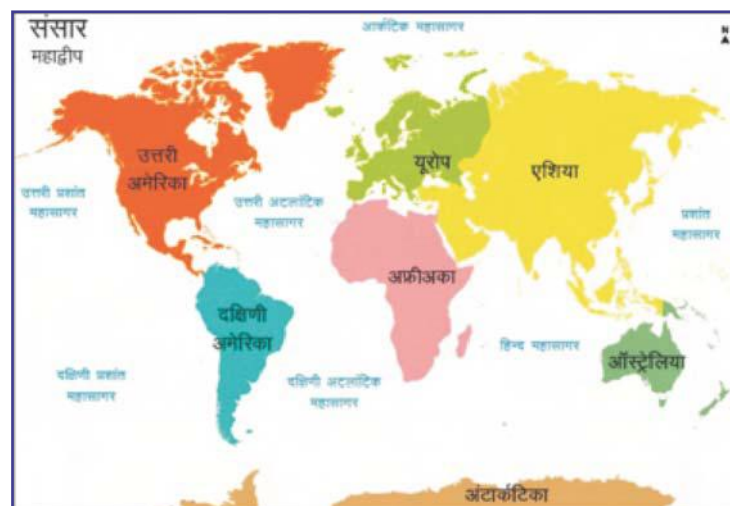 संसार
महाद्वीप
आर्कटिक महासागर
N
A
उत्तरी
अमेरिका
यूरोप
एशिया
उत्तरी प्रशांत
महासागर
उत्तरी अटलांटिक
महासागर
प्रशांत
महासागर
अफ्रीअका
दक्षिणी
अमेरिका
हिन्द महासागर
ऑस्ट्रेलिया
दक्षिणी प्रशांत
महासागर
दक्षिणी अटलांटिक
महासागर
अंटार्कटिका